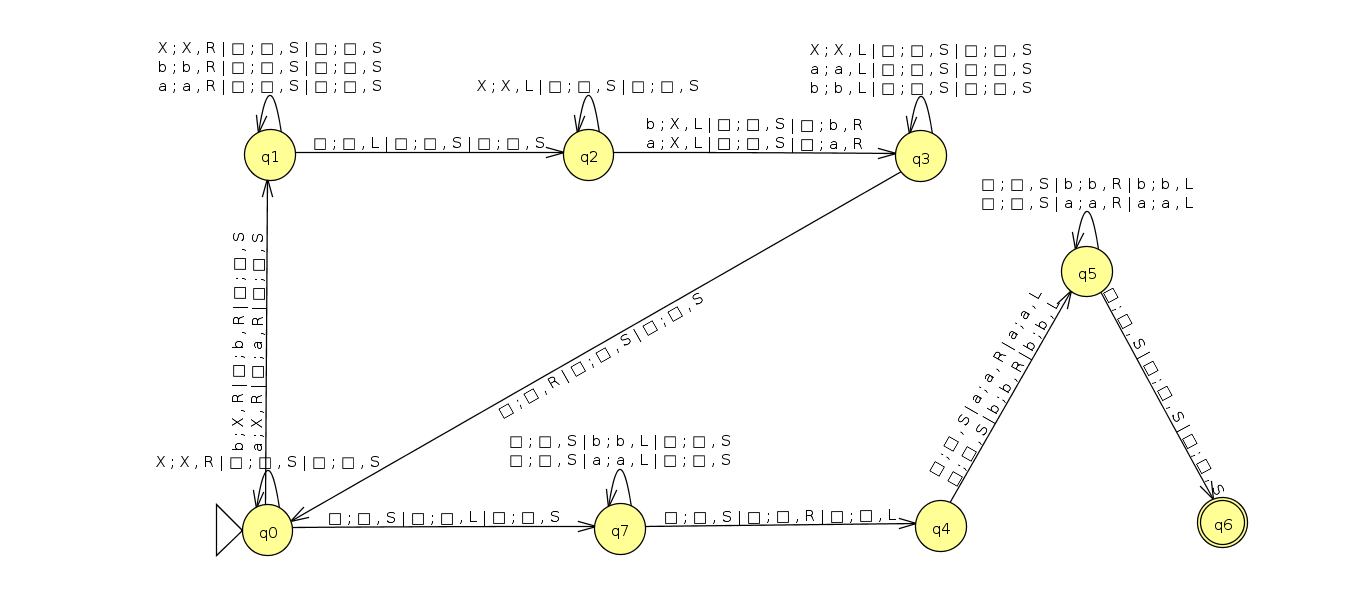 X ; X , R | □ ; □ , S | □ ; □ , S
b ; b , R | □ ; □ , S | □ ; □ , S
a ; a , R | □ ; □ , S | □ ; □ , S
X ; X , L | □ ; □ , S | □ ; □ , S
X ; X , L | □ ; □ , S | □ ; □ , S
a ; a , L | □ ; □ , S | □ ; □ , S
b ; b , L | □ ; □ , S | □ ; □ , S
q1
□ ; □ , L | □ ; □ , S | □ ; □ , S
q2
b ; X , L | □ ; □ , S | □ ; b , R
a ; X , L | □ ; □ , S | □ ; a , R
q3
□ ; □ , S | b ; b , R | b ; b , L
□ ; □ , S | a ; a , R | a ; a , L
q5
b ; X , R | □ ; b , R | □ ; □ , S
a ; X , R | □ ; a , R | □ ; □ , S
□ ; □ , R | □ ; □ , S | □ ; □ , S
□ ; □ , S | a ; a , R | a ; a , L
□ ; □ , S | b ; b , R | b ; b , L
□ ; □ , S | □ ; □ , S | □ ; □ , S
X ; X , R | □ ; □ , S | □ ; □ , S
□ ; □ , S | b ; b , L | □ ; □ , S
□ ; □ , S | a ; a , L | □ ; □ , S
q0
□ ; □ , S | □ ; □ , L | □ ; □ , S
q7
□ ; □ , S | □ ; □ , R | □ ; □ , L
q4
q6